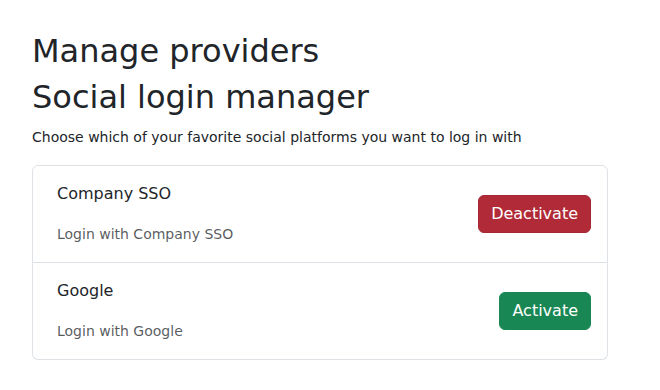 Manage providers
Social login manager
Choose which of your favorite social platforms you want to log in with
Company SSO
Login with Company SSO
Deactivate
Google
Login with Google
Activate